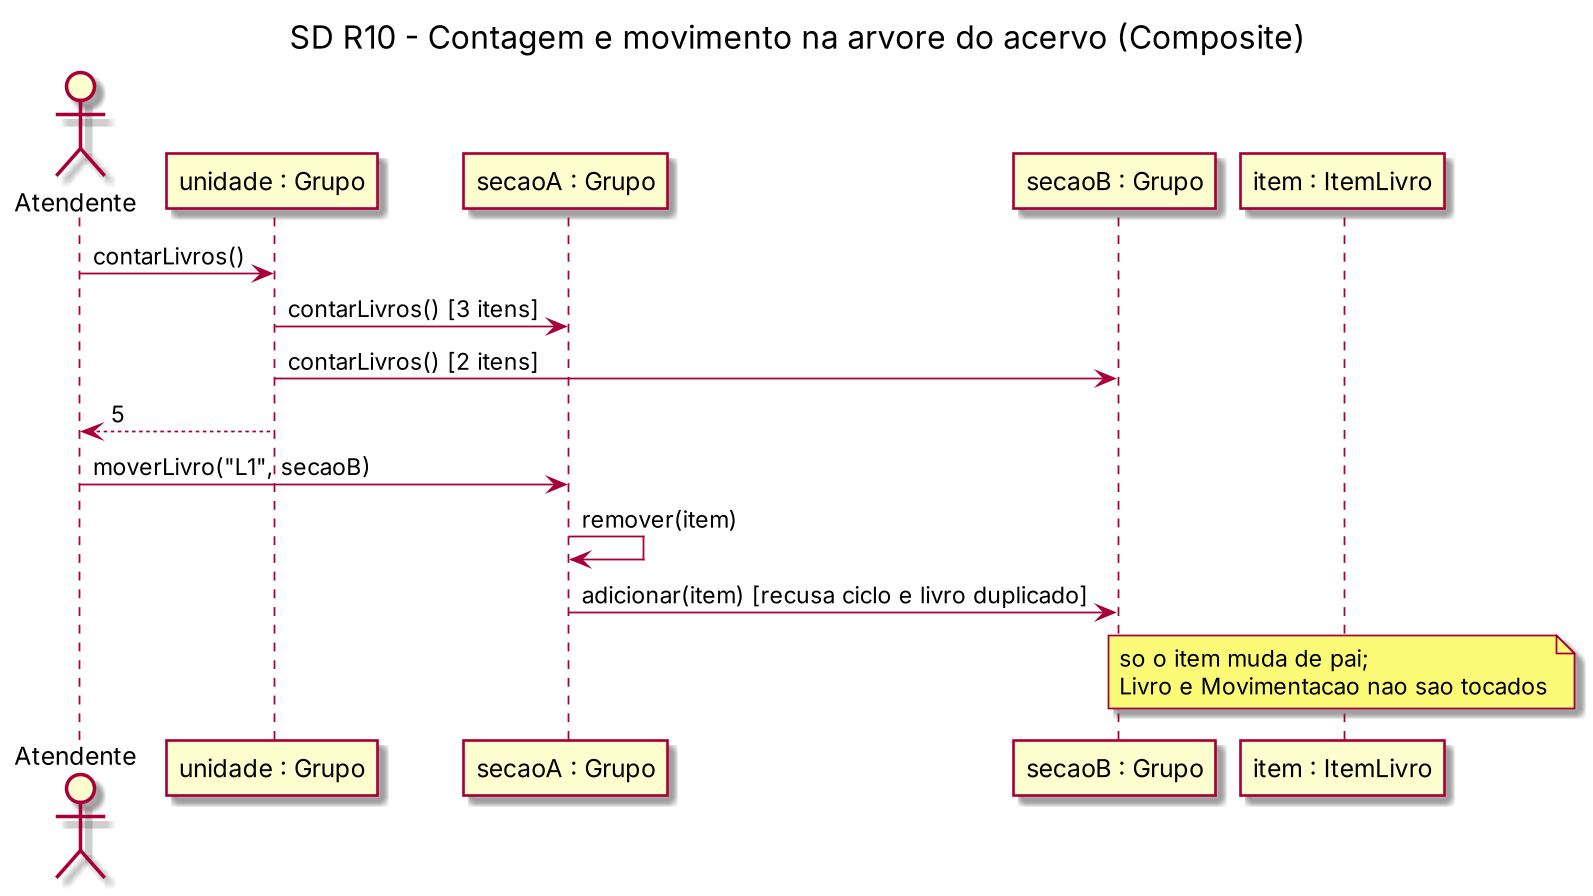 SD R10 - Contagem e movimento na arvore do acervo (Composite)
Atendente
unidade : Grupo
secaoA : Grupo
secaoB : Grupo
item : ItemLivro
contarLivros()
contarLivros() [3 itens]
contarLivros() [2 itens]
5
moverLivro("L1", secaoB)
remover(item)
adicionar(item) [recusa ciclo e livro duplicado]
so o item muda de pai;
Livro e Movimentacao nao sao tocados
Atendente
unidade : Grupo
secaoA : Grupo
secaoB : Grupo
item : ItemLivro